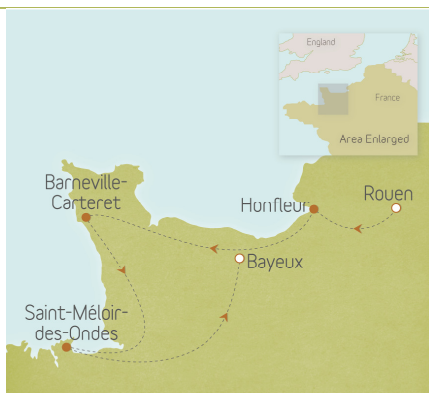 England
France
Area Enlarged
Barneville-
Carteret
Honfleur
Rouen
Bayeux
Saint-Méloir-
des-Ondes